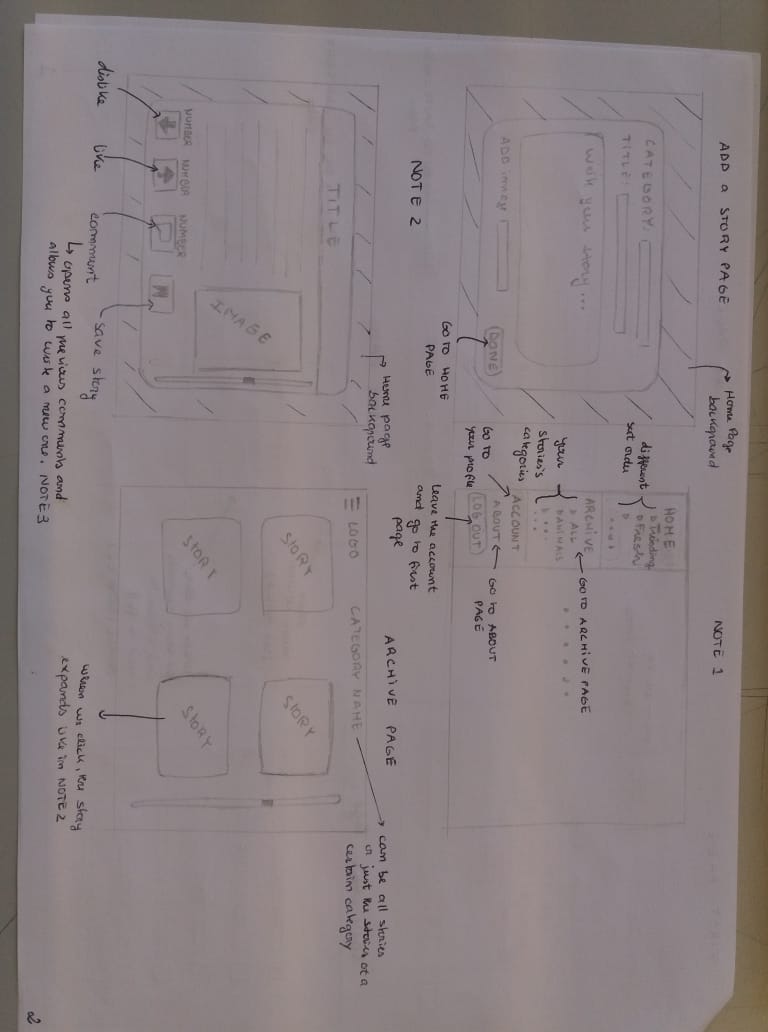 ADD a STORY PAGE
Home Page
background
CATEGORY:
TITLE:
Write your story ...
ADD image:
DONE
GO TO HOME
PAGE
NOTE 1
HOME
Trending
Fresh
different
sort order
ARCHIVE
ALL
ANIMALS
...
your
stories's
categories
GO TO ARCHIVE PAGE
ACCOUNT
GO TO
your profile
ABOUT
GO TO ABOUT
PAGE
LOG OUT
Leave the account
and go to first
page
NOTE 2
Home page
background
TITLE
IMAGE
NUMBER
NUMBER
NUMBER
dislike
like
comment
save story
↳ opens all previous comments and
allows you to write a new one. NOTE 3
ARCHIVE PAGE
LOGO
CATEGORY NAME
can be all stories
or just the stories of a
certain category
STORY
STORY
STORY
STORY
when we click, the story
expands like in NOTE 2
2